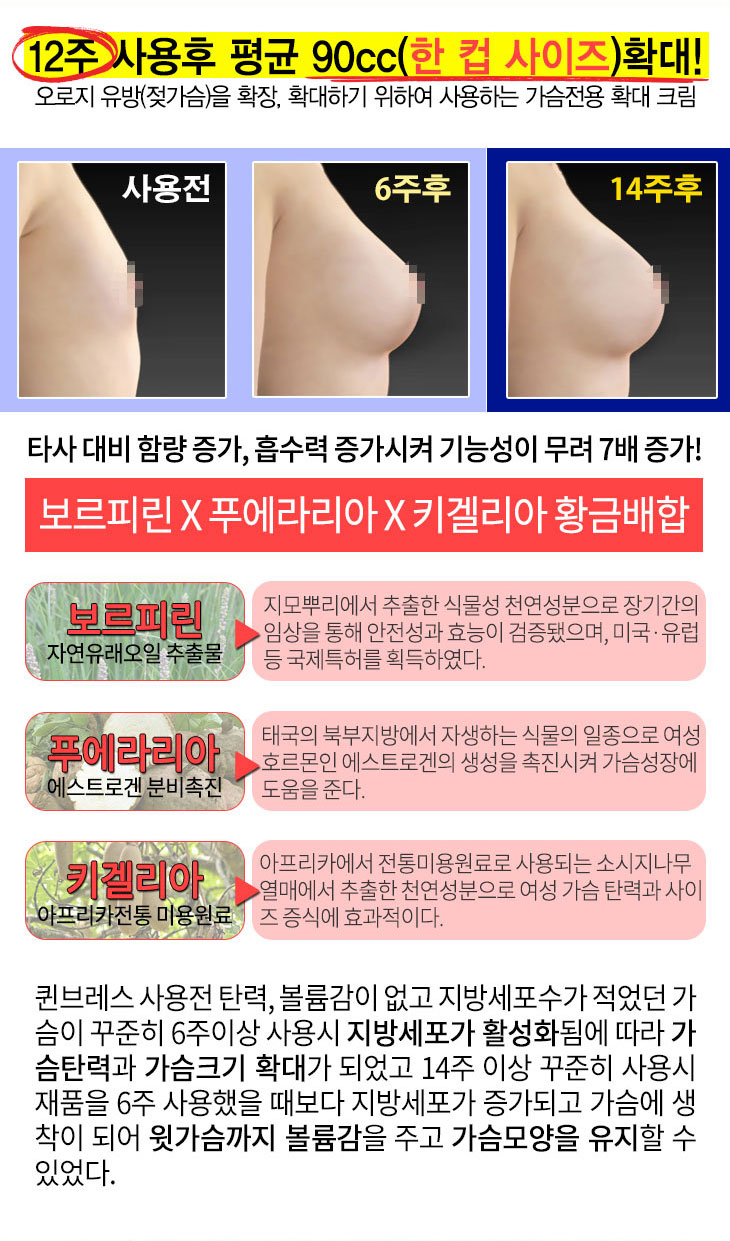 12주 사용후 평균 90cc(한 컵 사이즈)확대!
오로지 유방(젖가슴)을 확장, 확대하기 위하여 사용하는 가슴전용 확대 크림
사용전
6주후
14주후
타사 대비 함량 증가, 흡수력 증가시켜 기능성이 무려 7배 증가!
보르피린 X 푸에라리아 X 키겔리아 황금배합
보르피린
자연유래오일 추출물
지모뿌리에서 추출한 식물성 천연성분으로 장기간의
임상을 통해 안전성과 효능이 검증됐으며, 미국·유럽
등 국제특허를 획득하였다.
푸에라리아
에스트로겐 분비촉진
태국의 북부지방에서 자생하는 식물의 일종으로 여성
호르몬인 에스트로겐의 생성을 촉진시켜 가슴성장에
도움을 준다.
키겔리아
아프리카전통 미용원료
아프리카에서 전통미용원료로 사용되는 소시지나무
열매에서 추출한 천연성분으로 여성 가슴 탄력과 사이
즈 증식에 효과적이다.
퀸브레스 사용전 탄력, 볼륨감이 없고 지방세포수가 적었던 가
슴이 꾸준히 6주이상 사용시 지방세포가 활성화됨에 따라 가
슴탄력과 가슴크기 확대가 되었고 14주 이상 꾸준히 사용시
재품을 6주 사용했을 때보다 지방세포가 증가되고 가슴에 생
착이 되어 윗가슴까지 볼륨감을 주고 가슴모양을 유지할 수
있었다.